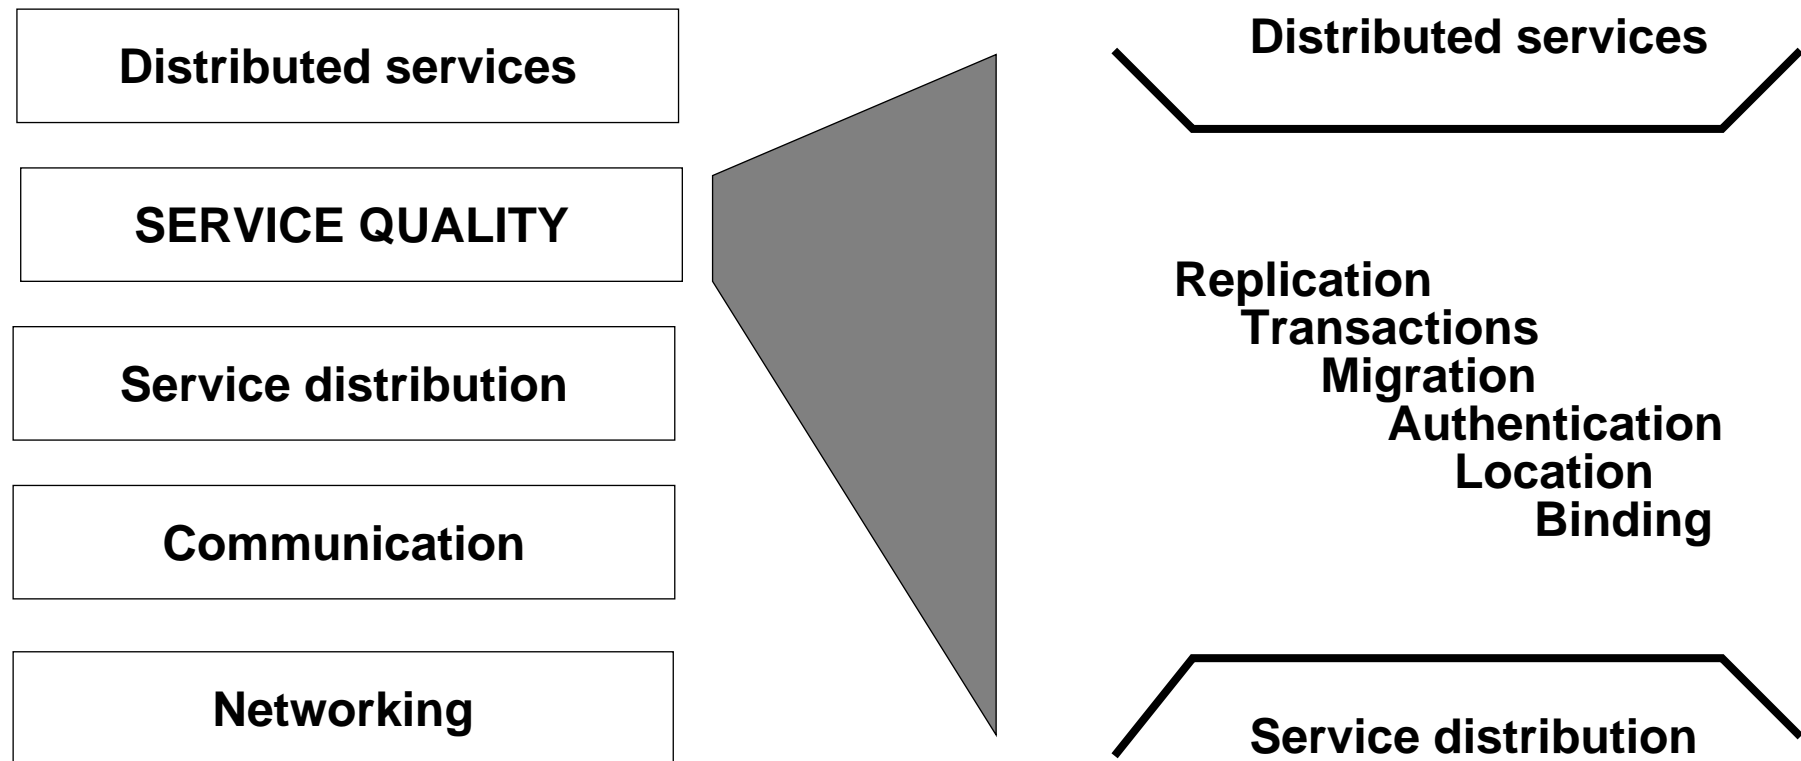 Distributed services
SERVICE QUALITY
Service distribution
Communication
Networking
Distributed services
Replication
Transactions
Migration
Authentication
Location
Binding
Service distribution